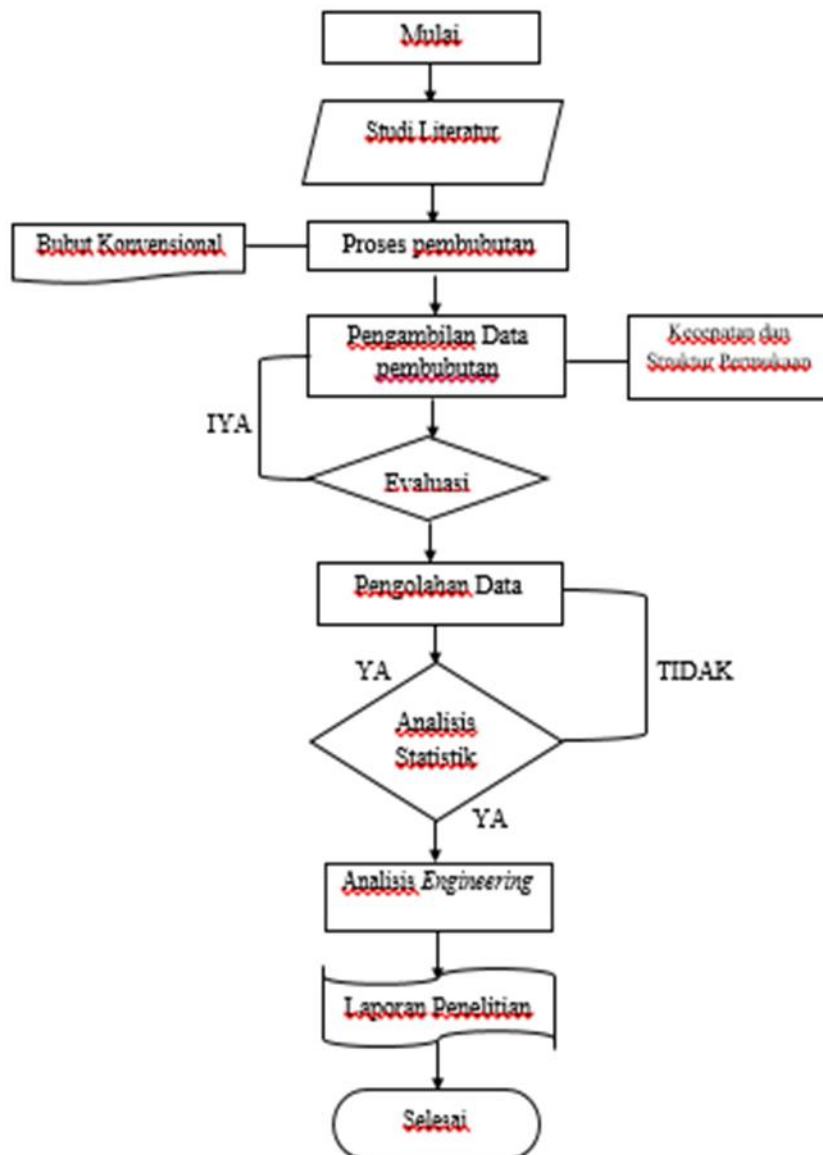 Mulai
Studi Literatur
Bubut Konvensional
Proses pembubutan
Pengambilan Data
pembubutan
Kecepatan dan
Struktur Permukaan
IYA
Evaluasi
Pengolahan Data
YA
TIDAK
Analisis
Statistik
YA
Analisis Engineering
Laporan Penelitian
Selesai